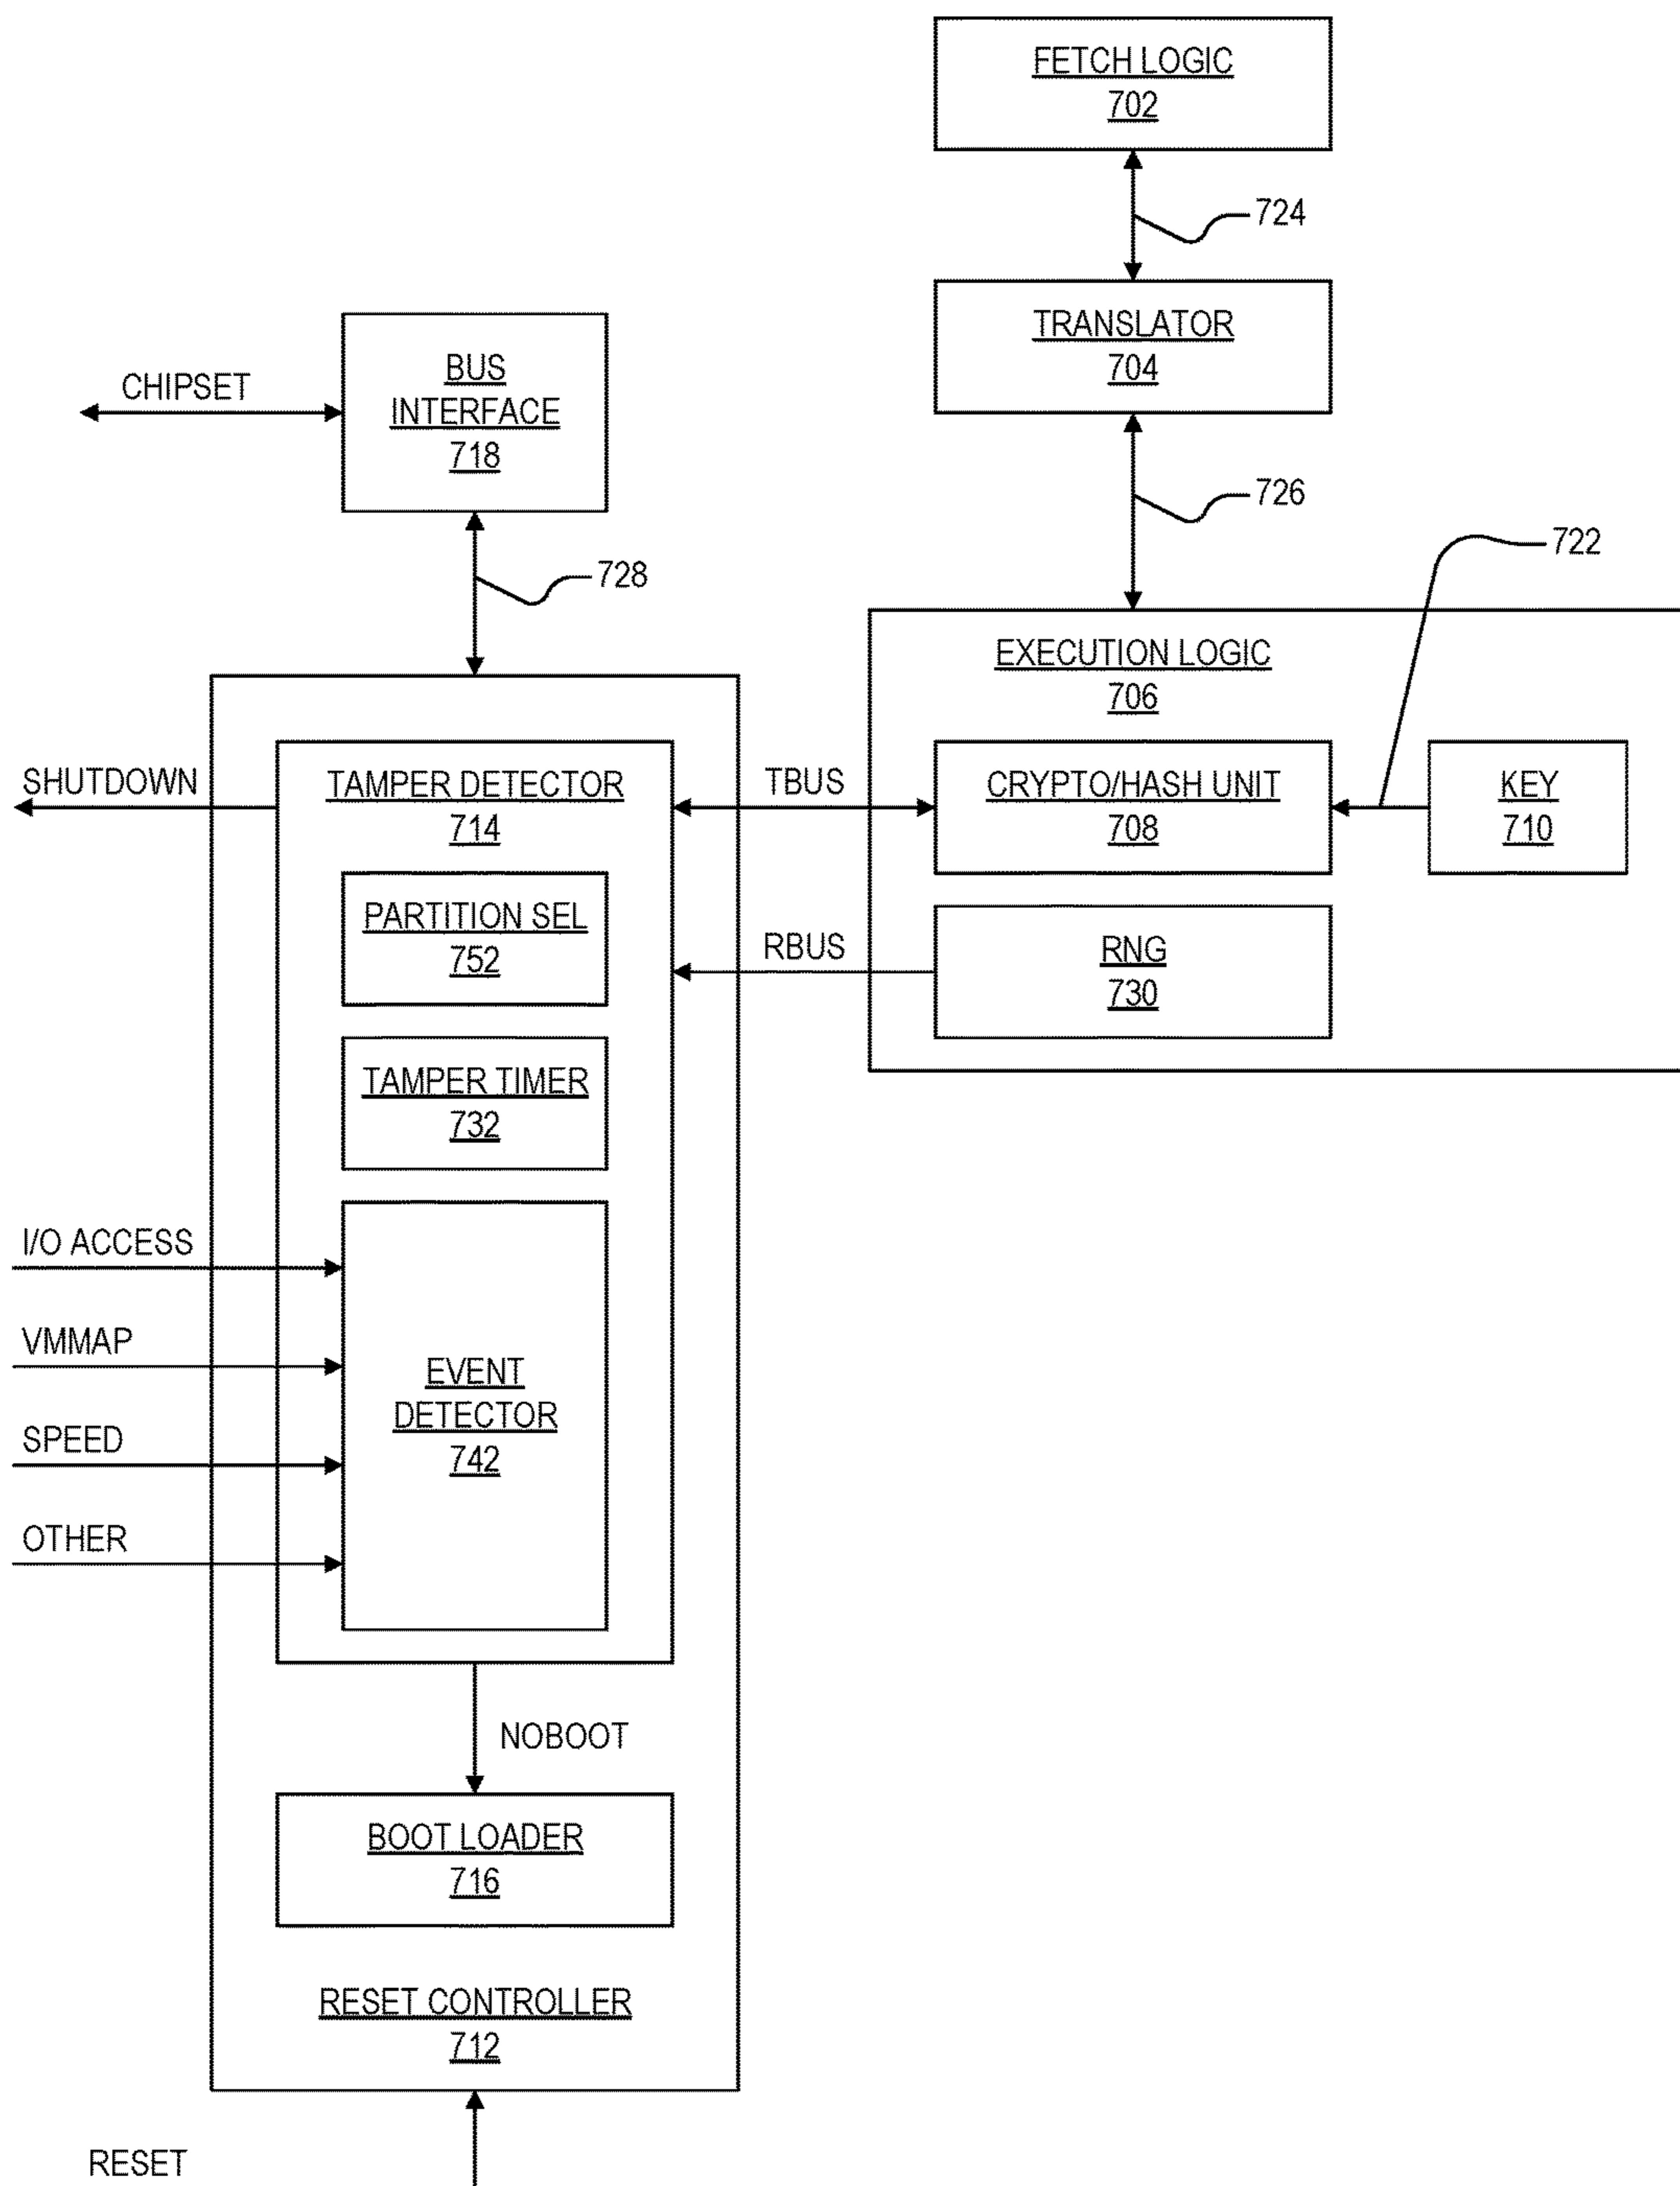 FETCH LOGIC
702
724
TRANSLATOR
704
BUS
INTERFACE
718
CHIPSET
726
722
728
EXECUTION LOGIC
706
SHUTDOWN
TAMPER DETECTOR
714
TBUS
CRYPTO/HASH UNIT
708
KEY
710
PARTITION SEL
752
RBUS
RNG
730
TAMPER TIMER
732
I/O ACCESS
VMMAP
SPEED
OTHER
EVENT
DETECTOR
742
NOBOOT
BOOT LOADER
716
RESET CONTROLLER
712
RESET